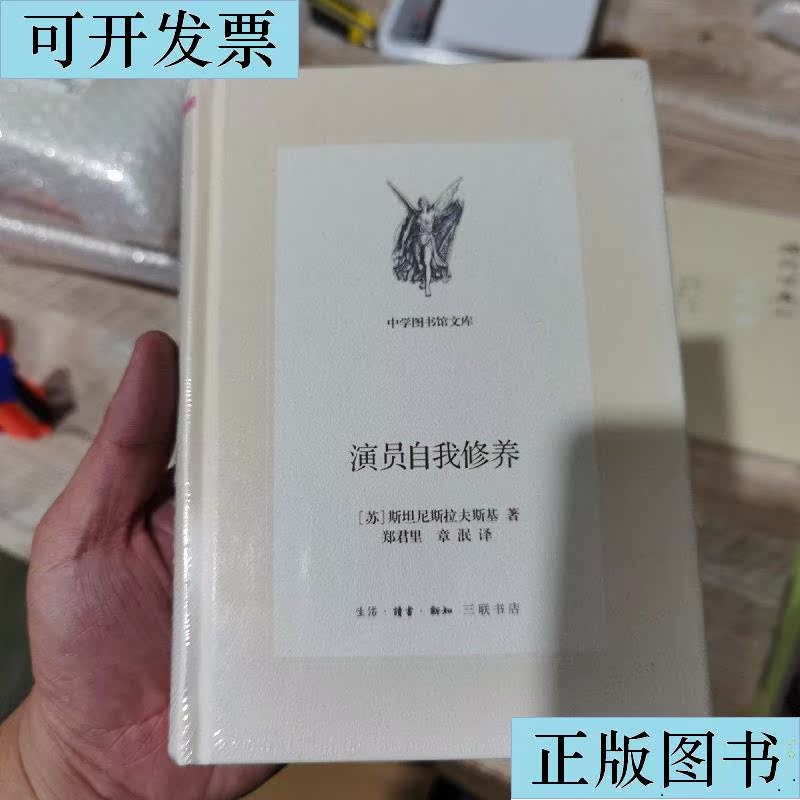 可开发票
中学图书馆文库
演员自我修养
[苏]斯坦尼斯拉夫斯基 著
郑君里 章泯 译
生活·讀書·新知 三联书店
正版图书